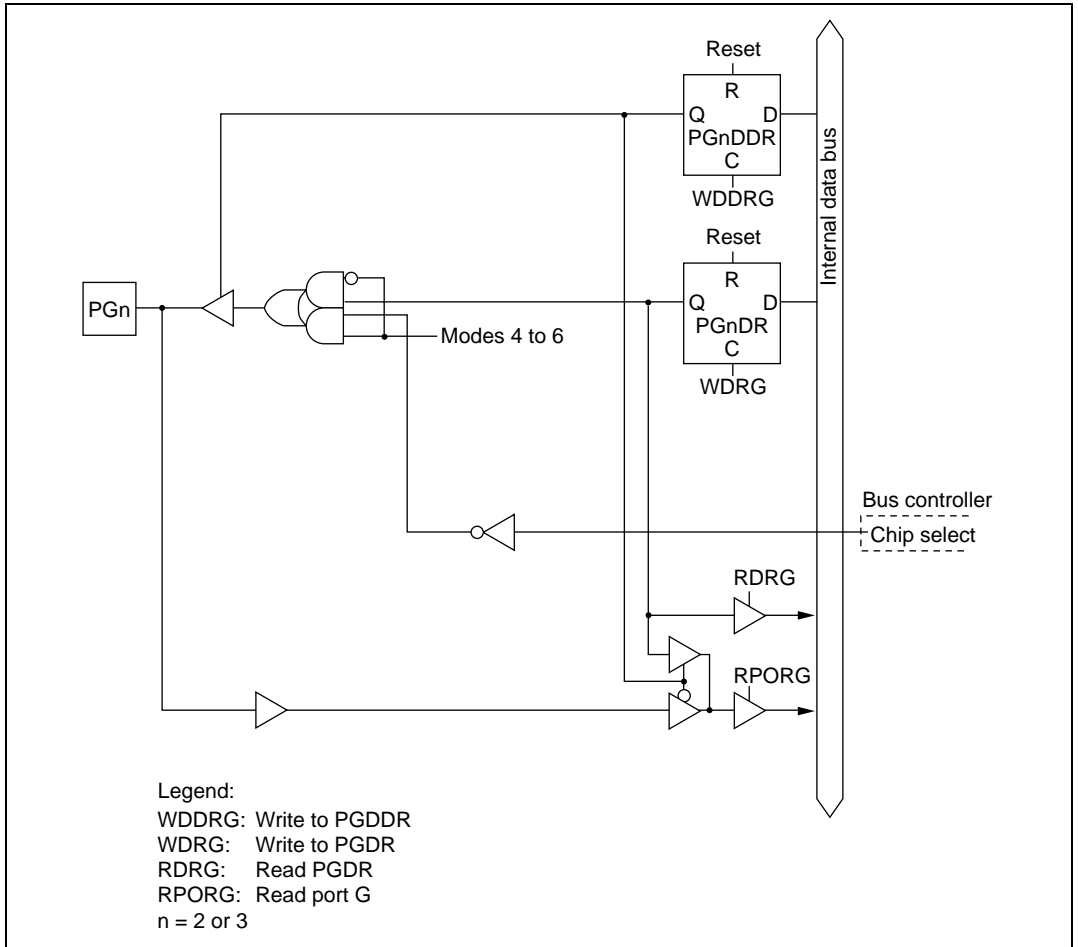 Reset
R
Q D
PGnDDR
C
WDDRG
Internal data bus
Reset
R
Q D
PGnDR
C
WDRG
PGn
Modes 4 to 6
Bus controller
Chip select
RDRG
RPORG
Legend:
WDDRG: Write to PGDDR
WDRG: Write to PGDR
RDRG: Read PGDR
RPORG: Read port G
n = 2 or 3